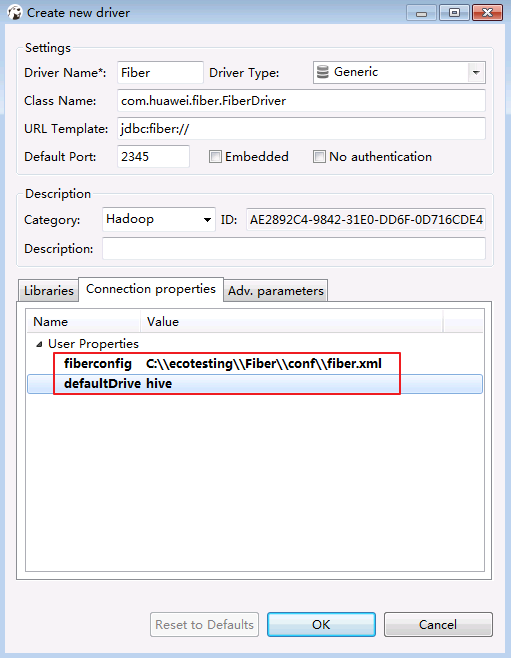 Create new driver
Settings
Driver Name*: Fiber Driver Type: Generic
Class Name: com.huawei.fiber.FiberDriver
URL Template: jdbc:fiber://
Default Port: 2345 Embedded No authentication
Description
Category: Hadoop ID: AE2892C4-9842-31E0-DD6F-0D716CDE4
Description:
Libraries Connection properties Adv. parameters
Name Value
User Properties
fiberconfig C:\\ecotesting\\Fiber\\conf\\fiber.xml
defaultDrive hive
Reset to Defaults OK Cancel